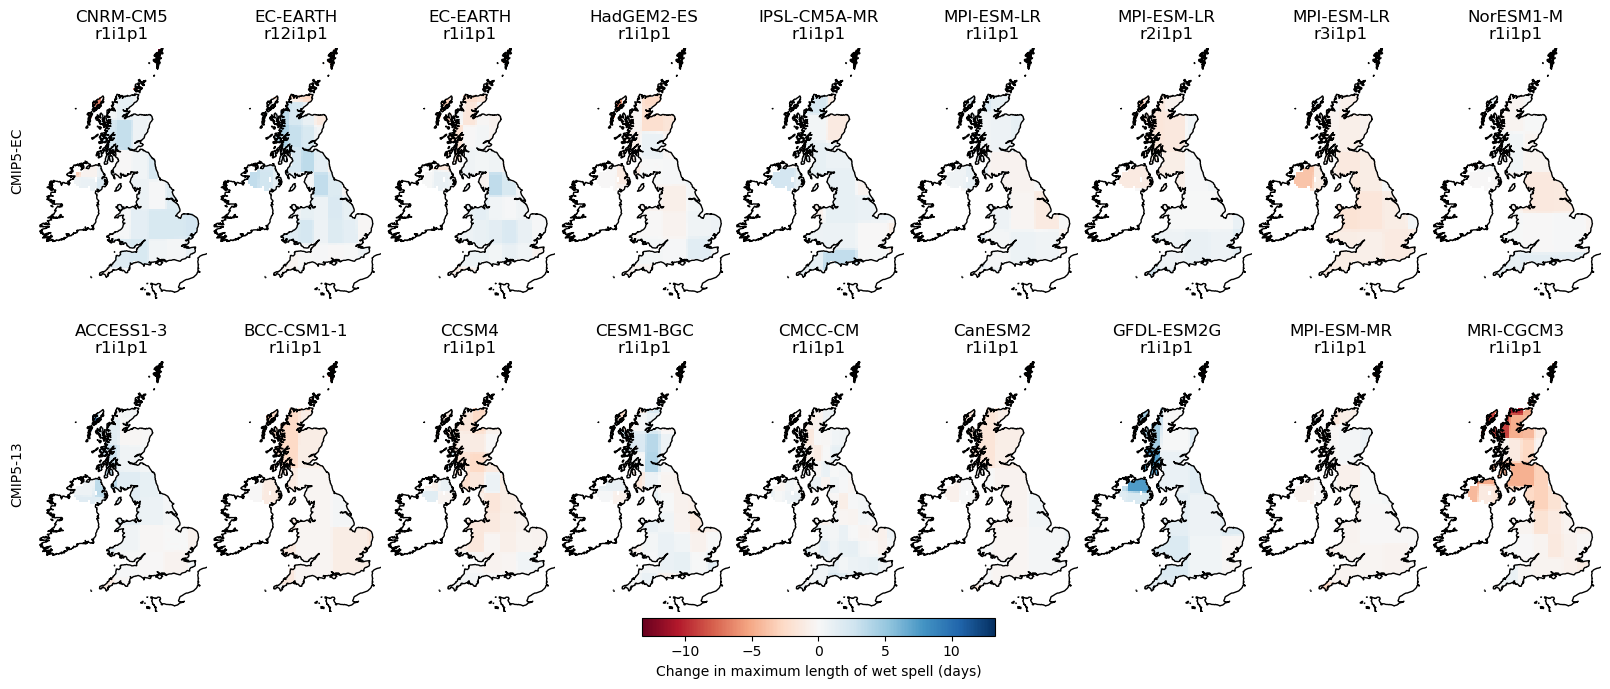 CNRM-CM5
r1i1p1
EC-EARTH
r12i1p1
EC-EARTH
r1i1p1
HadGEM2-ES
r1i1p1
IPSL-CM5A-MR
r1i1p1
MPI-ESM-LR
r1i1p1
MPI-ESM-LR
r2i1p1
MPI-ESM-LR
r3i1p1
NorESM1-M
r1i1p1
CMIP5-EC
ACCESS1-3
r1i1p1
BCC-CSM1-1
r1i1p1
CCSM4
r1i1p1
CESM1-BGC
r1i1p1
CMCC-CM
r1i1p1
CanESM2
r1i1p1
GFDL-ESM2G
r1i1p1
MPI-ESM-MR
r1i1p1
MRI-CGCM3
r1i1p1
CMIP5-13
−10 −5 0 5 10
Change in maximum length of wet spell (days)